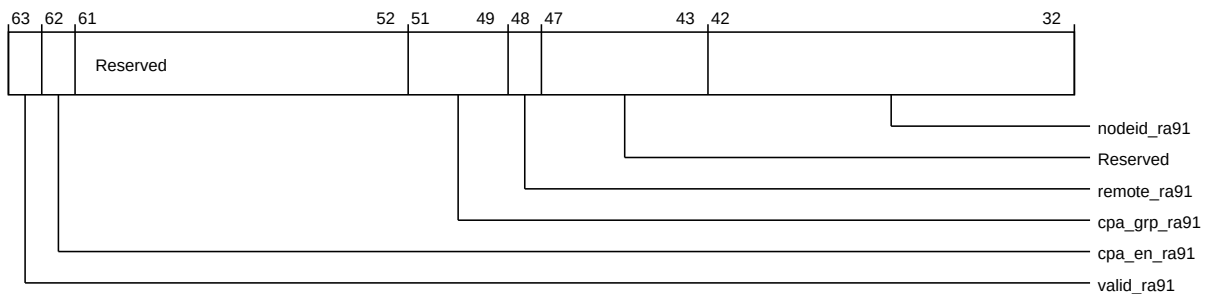 63 62 61 52 51 49 48 47 43 42 32
Reserved
nodeid_ra91
Reserved
remote_ra91
cpa_grp_ra91
cpa_en_ra91
valid_ra91